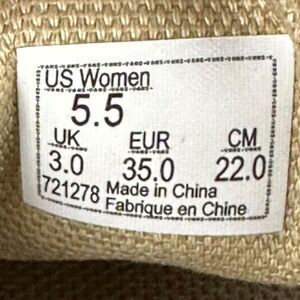 US Women
5.5
UK EUR CM
3.0 35.0 22.0
721278 Made in China
Fabrique en Chine